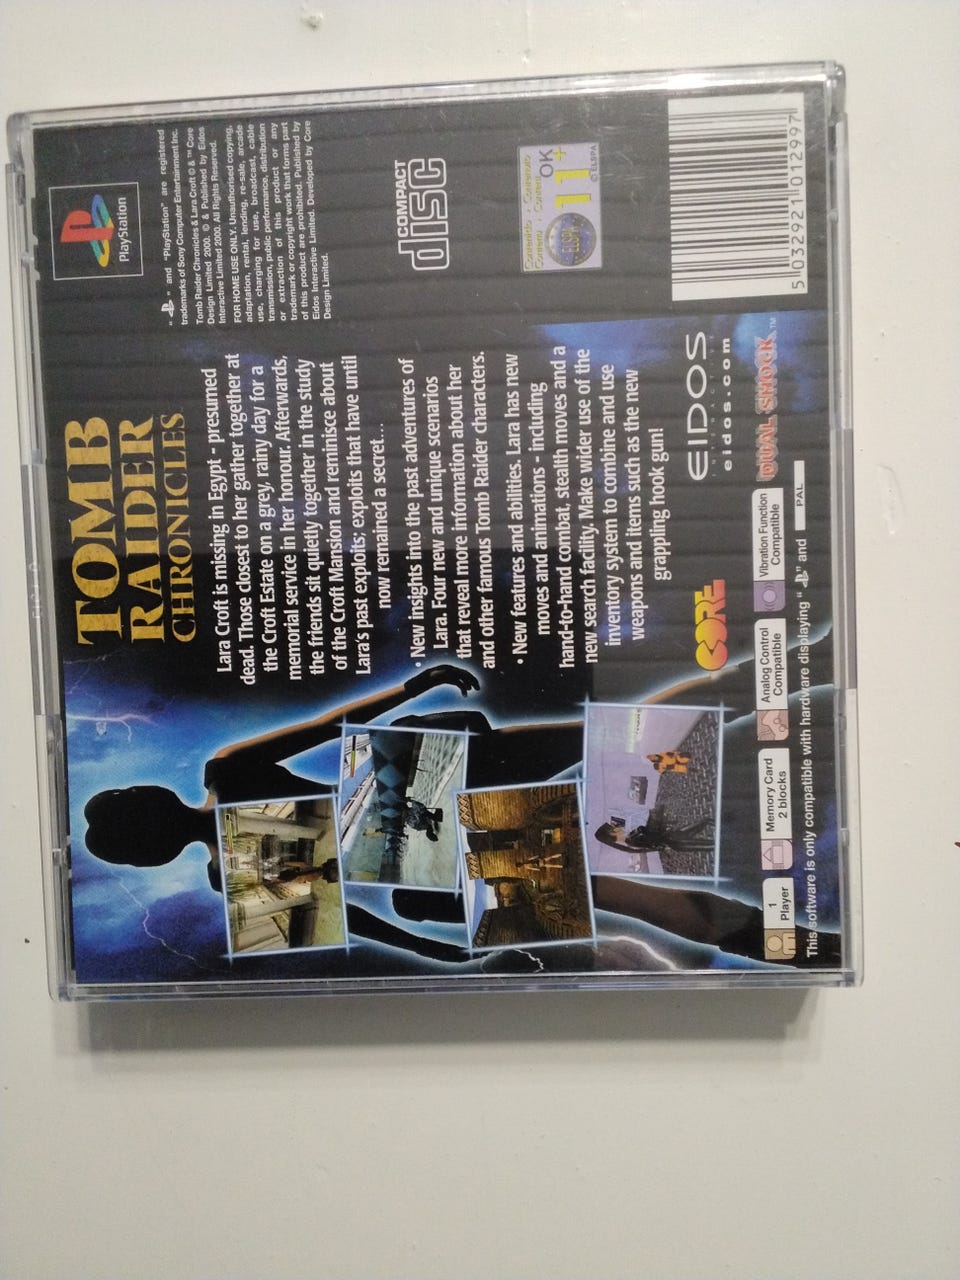 TOMB
RAIDER
CHRONICLES
Lara Croft is missing in Egypt - presumed
dead. Those closest to her gather together at
the Croft Estate on a grey, rainy day for a
memorial service in her honour. Afterwards,
the friends sit quietly together in the study
of the Croft Mansion and reminisce about
Lara's past exploits; exploits that have until
now remained a secret...
• New insights into the past adventures of
Lara. Four new and unique scenarios
that reveal more information about her
and other famous Tomb Raider characters.
• New features and abilities. Lara has new
moves and animations - including
hand-to-hand combat, stealth moves and a
new search facility. Make wider use of the
inventory system to combine and use
weapons and items such as the new
grappling hook gun!
CORE
EIDOS
INTERACTIVE
eidos.com
1
Player
Memory Card
2 blocks
Analog Control
Compatible
Vibration Function
Compatible
DUAL SHOCK™
This software is only compatible with hardware displaying " " and PAL
PlayStation
" " and "PlayStation" are registered
trademarks of Sony Computer Entertainment Inc.
Tomb Raider Chronicles & Lara Croft © & ™ Core
Design Limited 2000. © & Published by Eidos
Interactive Limited 2000. All Rights Reserved.
FOR HOME USE ONLY. Unauthorised copying,
adaptation, rental, lending, re-sale, arcade
use, charging for use, broadcast, cable
transmission, public performance, distribution
or extraction of this product or any
trademark or copyright work that forms part
of this product are prohibited. Published by
Eidos Interactive Limited. Developed by Core
Design Limited.
COMPACT
disc
ELSPA
11+
OK
© ELSPA
5 032921 012997